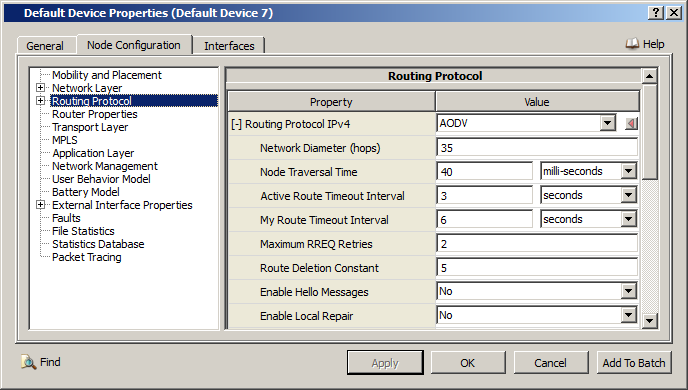 Default Device Properties (Default Device 7)
General Node Configuration Interfaces Help
Mobility and Placement
Network Layer
Routing Protocol
Router Properties
Transport Layer
MPLS
Application Layer
Network Management
User Behavior Model
Battery Model
External Interface Properties
Faults
File Statistics
Statistics Database
Packet Tracing
Routing Protocol
Property Value
[-] Routing Protocol IPv4 AODV
Network Diameter (hops) 35
Node Traversal Time 40 milli-seconds
Active Route Timeout Interval 3 seconds
My Route Timeout Interval 6 seconds
Maximum RREQ Retries 2
Route Deletion Constant 5
Enable Hello Messages No
Enable Local Repair No
Find Apply OK Cancel Add To Batch